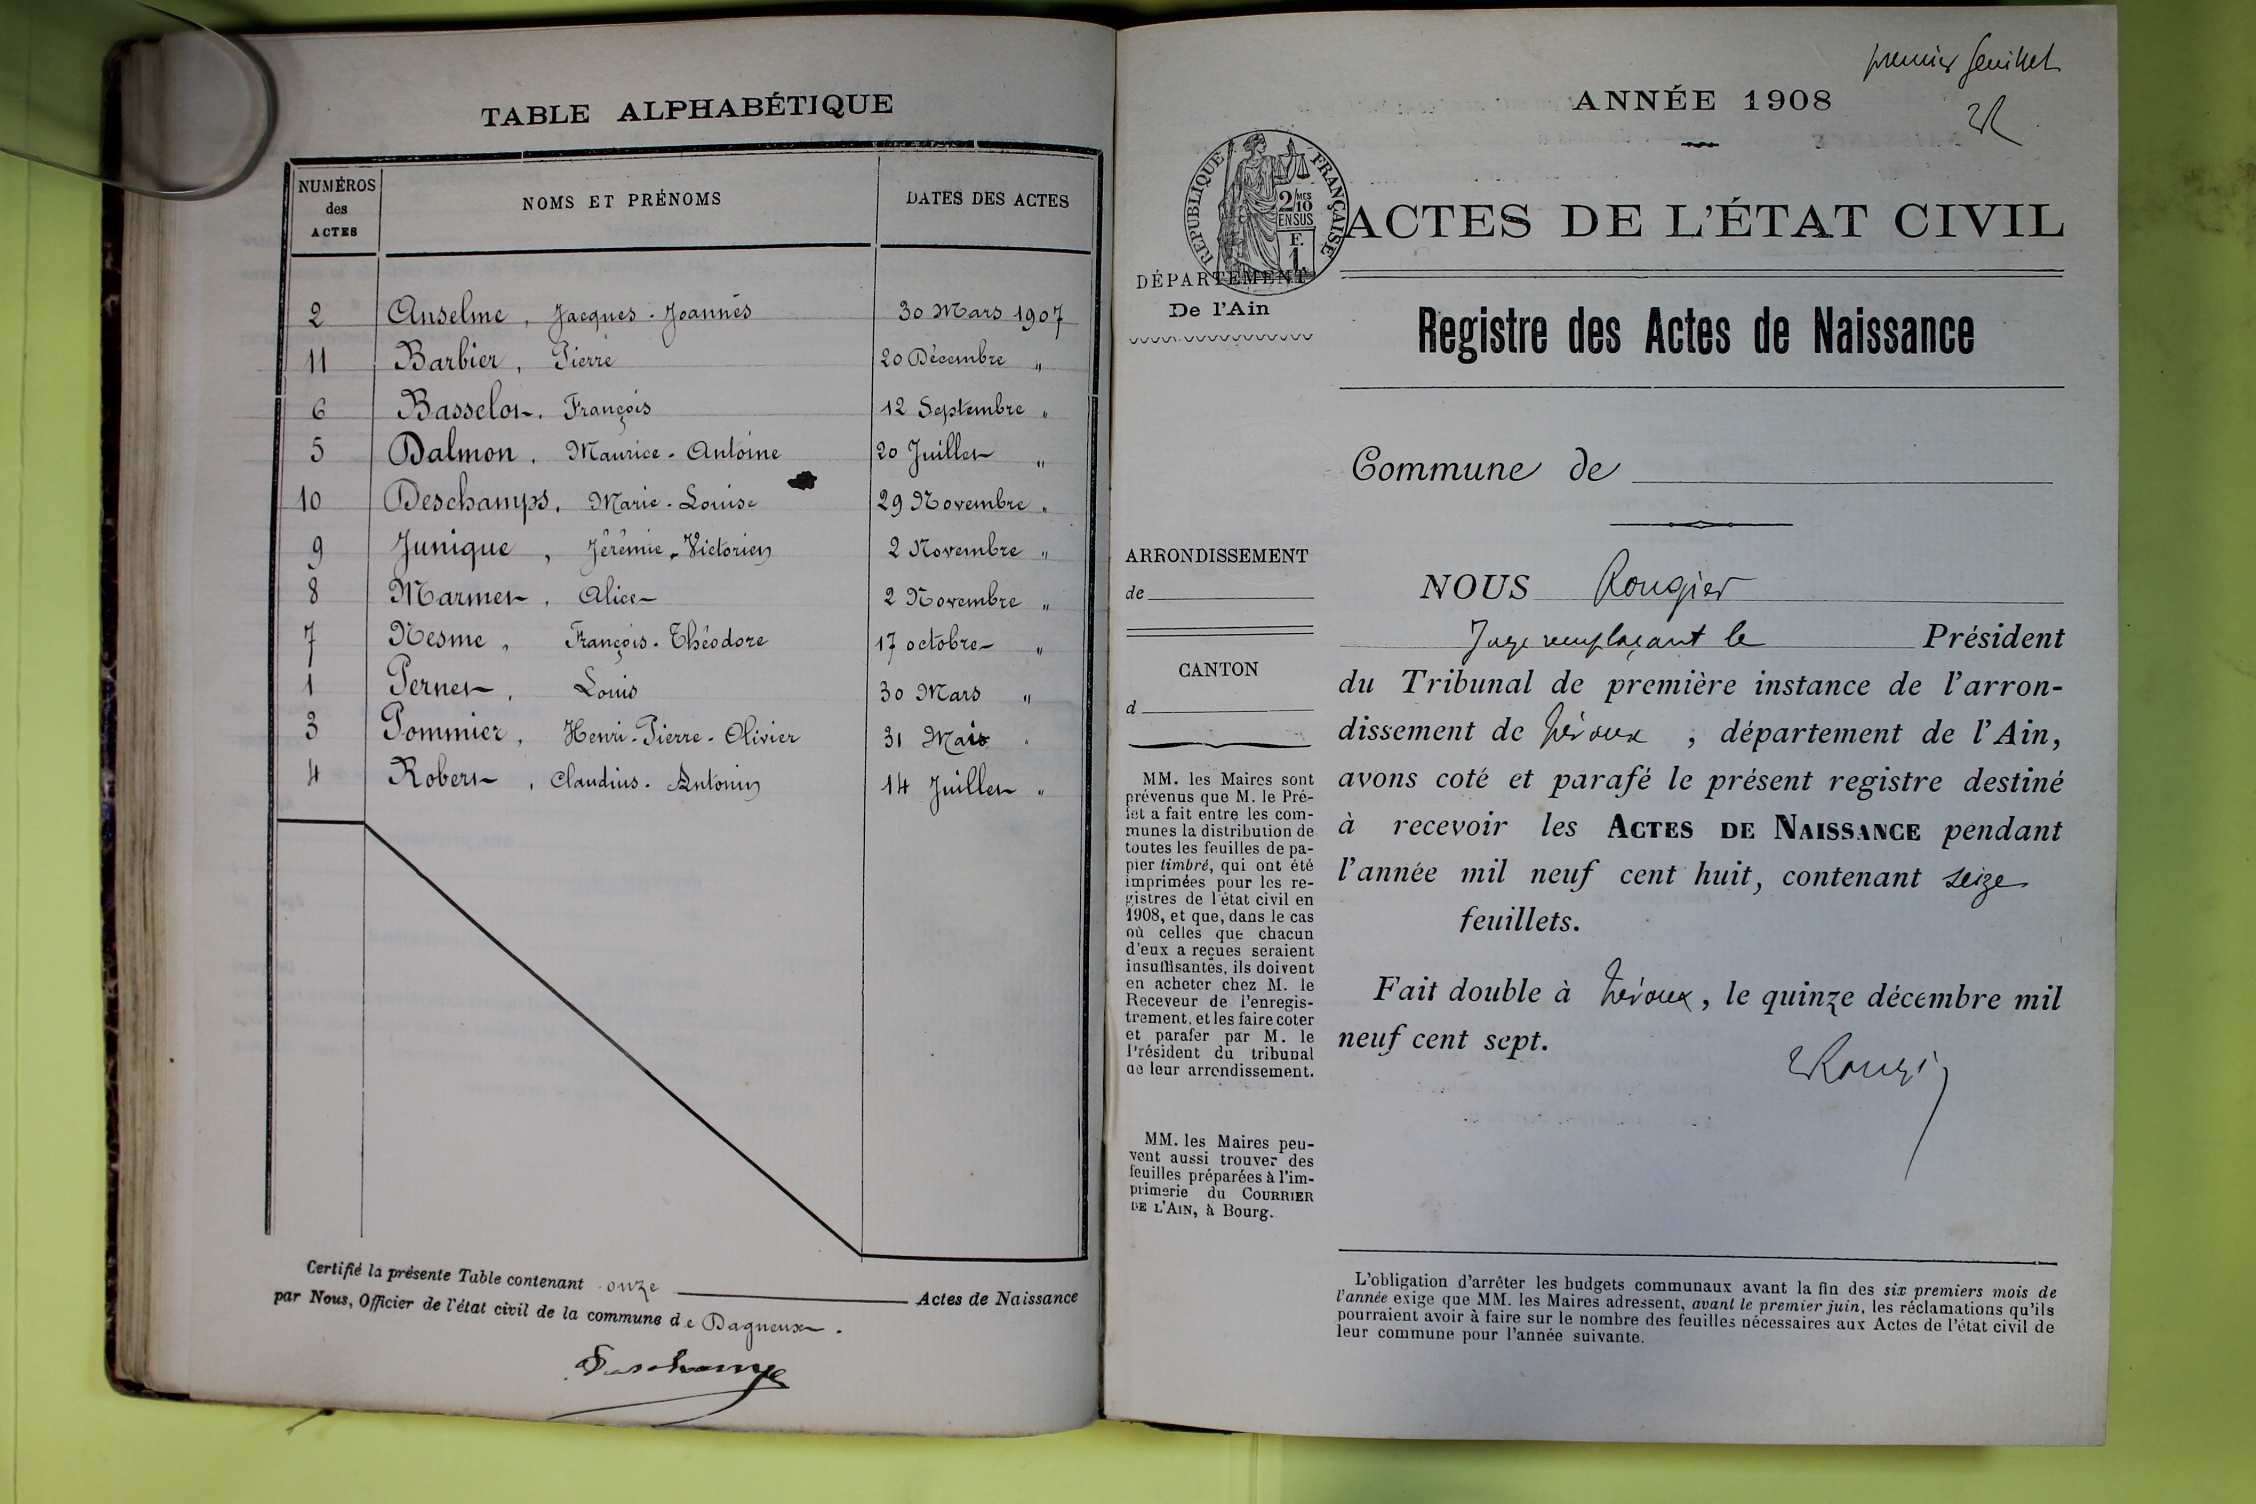 TABLE ALPHABÉTIQUE
NUMÉROS des ACTES NOMS ET PRÉNOMS DATES DES ACTES
2 Anselme, Jacques-Joannès 30 Mars 1907
11 Barbier, Pierre 20 Décembre "
6 Basselot, François 12 Septembre "
5 Dalmon, Maurice-Antoine 20 Juillet "
10 Deschamps, Marie-Louise 29 Novembre "
9 Junique, Jérémie-Victorien 2 Novembre "
8 Marmet, Alice 2 Novembre "
7 Nesme, François-Théodore 17 octobre "
1 Pernet, Louis 30 Mars "
3 Pommier, Henri-Pierre-Olivier 31 Mais "
4 Robert, Claudius-Antonin 14 Juillet "
Certifié la présente Table contenant onze Actes de Naissance
par Nous, Officier de l'état civil de la commune de Dagneux.
Deschamps
premier feuillet
ANNÉE 1908
ER
RÉPUBLIQUE FRANÇAISE
2/10MES
EN SUS
F.
1.
ACTES DE L'ÉTAT CIVIL
DÉPARTEMENT
De l'Ain
Registre des Actes de Naissance
Commune de
ARRONDISSEMENT
de
CANTON
d
MM. les Maires sont
prévenus que M. le Pré-
fet a fait entre les com-
munes la distribution de
toutes les feuilles de pa-
pier timbré, qui ont été
imprimées pour les re-
gistres de l'état civil en
1908, et que, dans le cas
où celles que chacun
d'eux a reçues seraient
insuffisantes, ils doivent
en acheter chez M. le
Receveur de l'enregis-
trement, et les faire coter
et parafer par M. le
Président du tribunal
de leur arrondissement.
MM. les Maires peu-
vent aussi trouver des
feuilles préparées à l'im-
primerie du COURRIER
DE L'AIN, à Bourg.
NOUS Rougier
Juge remplaçant le Président
du Tribunal de première instance de l'arron-
dissement de Trévoux, département de l'Ain,
avons coté et parafé le présent registre destiné
à recevoir les ACTES DE NAISSANCE pendant
l'année mil neuf cent huit, contenant seize
feuillets.
Fait double à Trévoux, le quinze décembre mil
neuf cent sept.
ERougier
L'obligation d'arrêter les budgets communaux avant la fin des six premiers mois de
l'année exige que MM. les Maires adressent, avant le premier juin, les réclamations qu'ils
pourraient avoir à faire sur le nombre des feuilles nécessaires aux Actes de l'état civil de
leur commune pour l'année suivante.